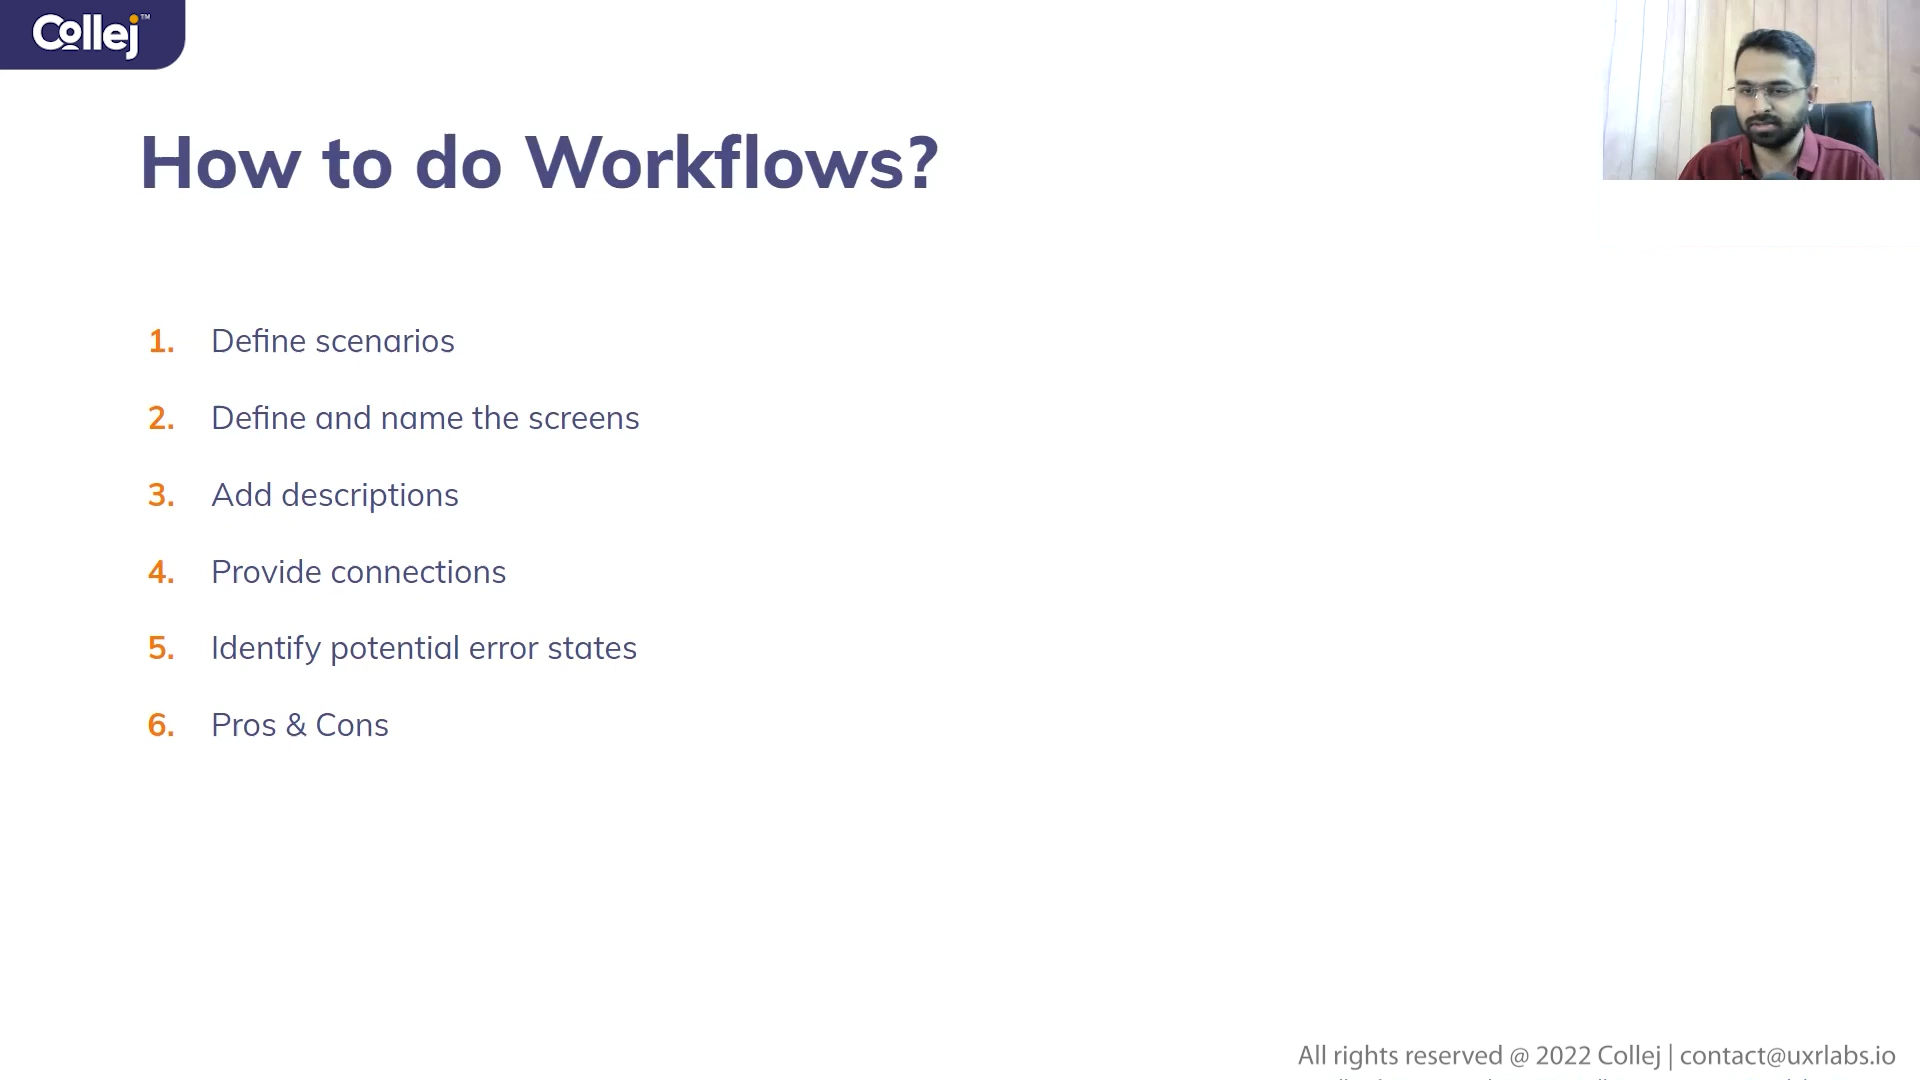 Collej™
How to do Workflows?
1. Define scenarios
2. Define and name the screens
3. Add descriptions
4. Provide connections
5. Identify potential error states
6. Pros & Cons
All rights reserved @ 2022 Collej | contact@uxrlabs.io